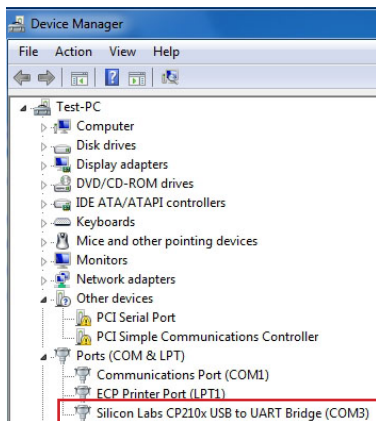 Device Manager
File Action View Help
Test-PC
Computer
Disk drives
Display adapters
DVD/CD-ROM drives
IDE ATA/ATAPI controllers
Keyboards
Mice and other pointing devices
Monitors
Network adapters
Other devices
PCI Serial Port
PCI Simple Communications Controller
Ports (COM & LPT)
Communications Port (COM1)
ECP Printer Port (LPT1)
Silicon Labs CP210x USB to UART Bridge (COM3)